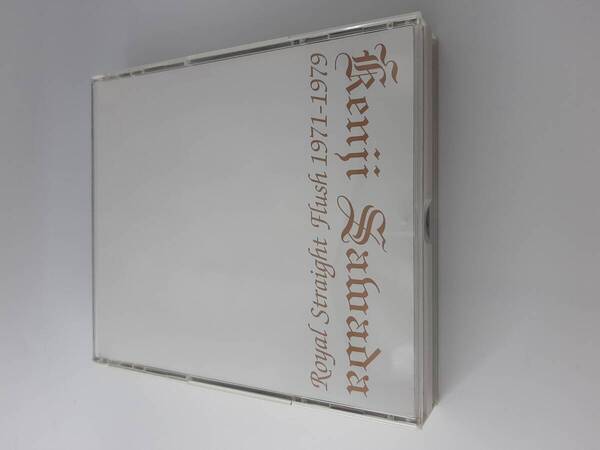 Kenji Sawada
Royal Straight Flush 1971-1979